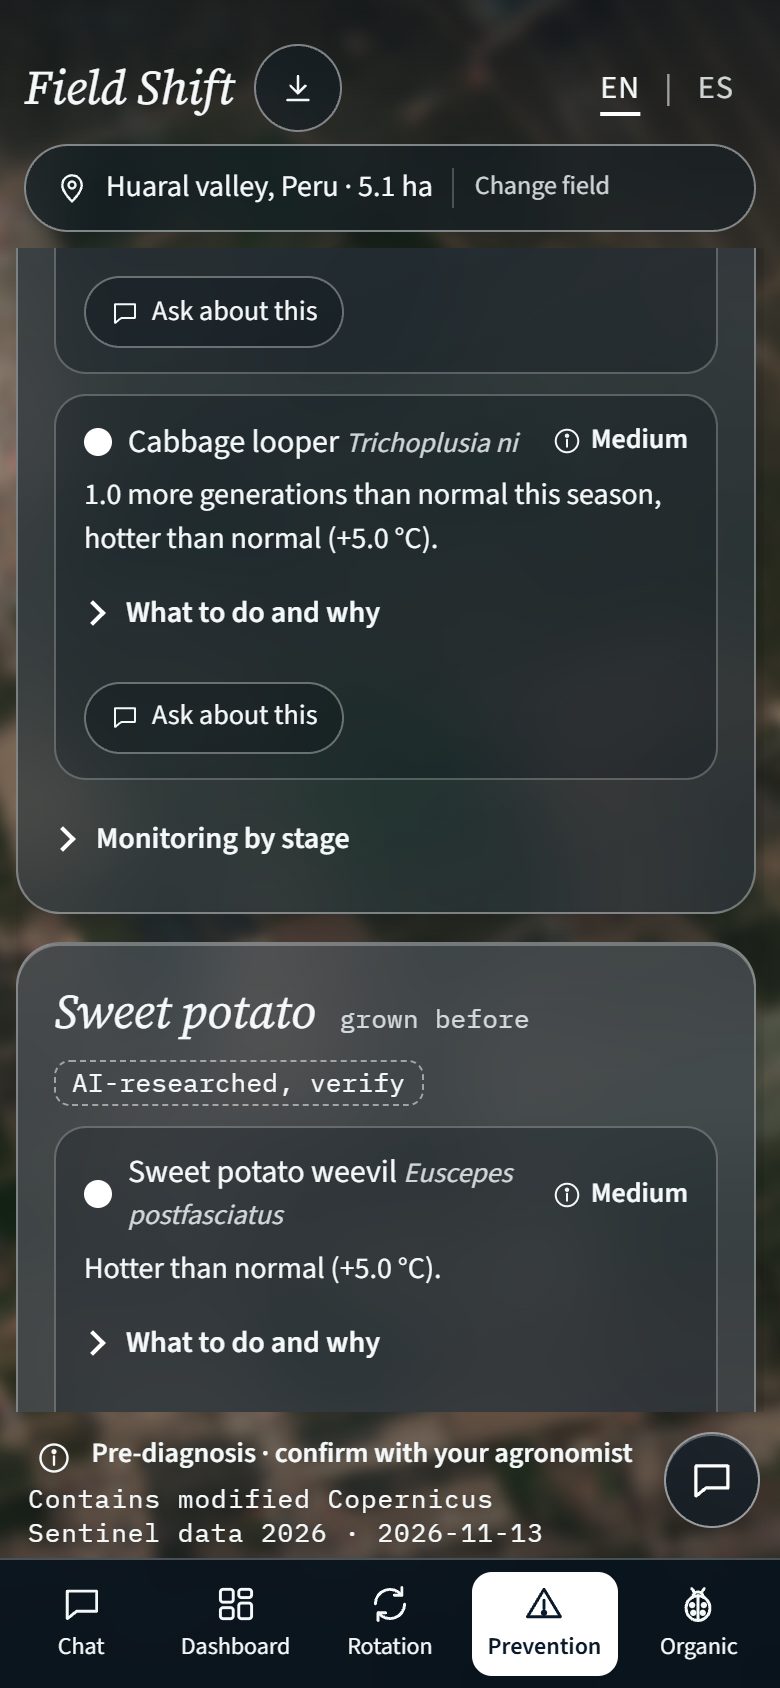 Field Shift
EN | ES
Huaral valley, Peru · 5.1 ha | Change field
Ask about this
Cabbage looper Trichoplusia ni Medium
1.0 more generations than normal this season,
hotter than normal (+5.0 °C).
What to do and why
Ask about this
Monitoring by stage
Sweet potato grown before
AI-researched, verify
Sweet potato weevil Euscepes
postfasciatus
Medium
Hotter than normal (+5.0 °C).
What to do and why
Pre-diagnosis · confirm with your agronomist
Contains modified Copernicus
Sentinel data 2026 · 2026-11-13
Chat Dashboard Rotation Prevention Organic